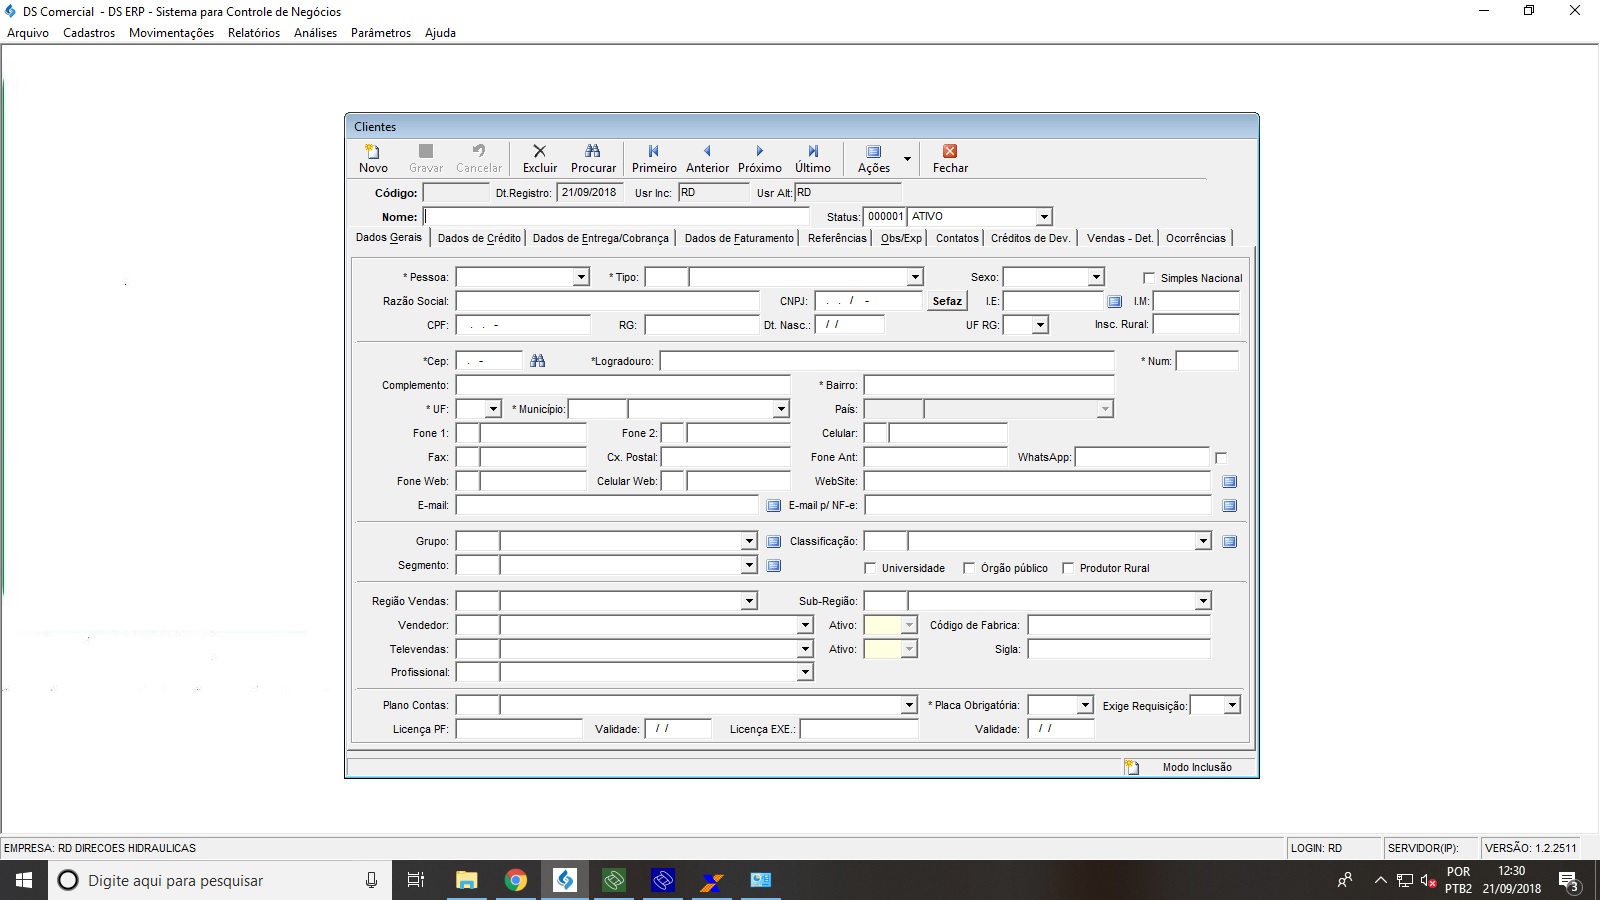 DS Comercial - DS ERP - Sistema para Controle de Negócios
Arquivo Cadastros Movimentações Relatórios Análises Parâmetros Ajuda
Clientes
Novo Gravar Cancelar Excluir Procurar Primeiro Anterior Próximo Último Ações Fechar
Código: Dt.Registro: 21/09/2018 Usr Inc: RD Usr Alt: RD
Nome: Status: 000001 ATIVO
Dados Gerais Dados de Crédito Dados de Entrega/Cobrança Dados de Faturamento Referências Obs/Exp Contatos Créditos de Dev. Vendas - Det. Ocorrências
* Pessoa: * Tipo: Sexo: Simples Nacional
Razão Social: CNPJ: . . / - Sefaz I.E: I.M:
CPF: . . - RG: Dt. Nasc.: / / UF RG: Insc. Rural:
*Cep: . - *Logradouro: * Num:
Complemento: * Bairro:
* UF: * Município: País:
Fone 1: Fone 2: Celular:
Fax: Cx. Postal: Fone Ant: WhatsApp:
Fone Web: Celular Web: WebSite:
E-mail: E-mail p/ NF-e:
Grupo: Classificação:
Segmento: Universidade Órgão público Produtor Rural
Região Vendas: Sub-Região:
Vendedor: Ativo: Código de Fabrica:
Televendas: Ativo: Sigla:
Profissional:
Plano Contas: * Placa Obrigatória: Exige Requisição:
Licença PF: Validade: / / Licença EXE.: Validade: / /
Modo Inclusão
EMPRESA: RD DIRECOES HIDRAULICAS LOGIN: RD SERVIDOR(IP): VERSÃO: 1.2.2511
Digite aqui para pesquisar POR 12:30
PTB2 21/09/2018 3